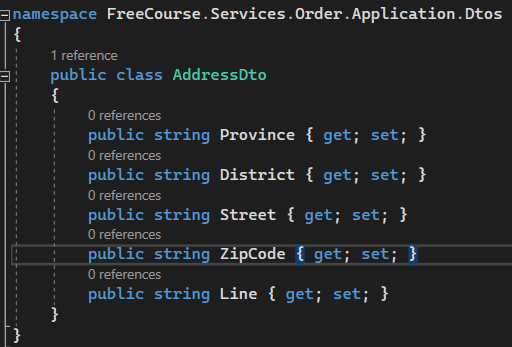 namespace FreeCourse.Services.Order.Application.Dtos
{
1 reference
public class AddressDto
{
0 references
public string Province { get; set; }
0 references
public string District { get; set; }
0 references
public string Street { get; set; }
0 references
public string ZipCode { get; set; }
0 references
public string Line { get; set; }
}
}